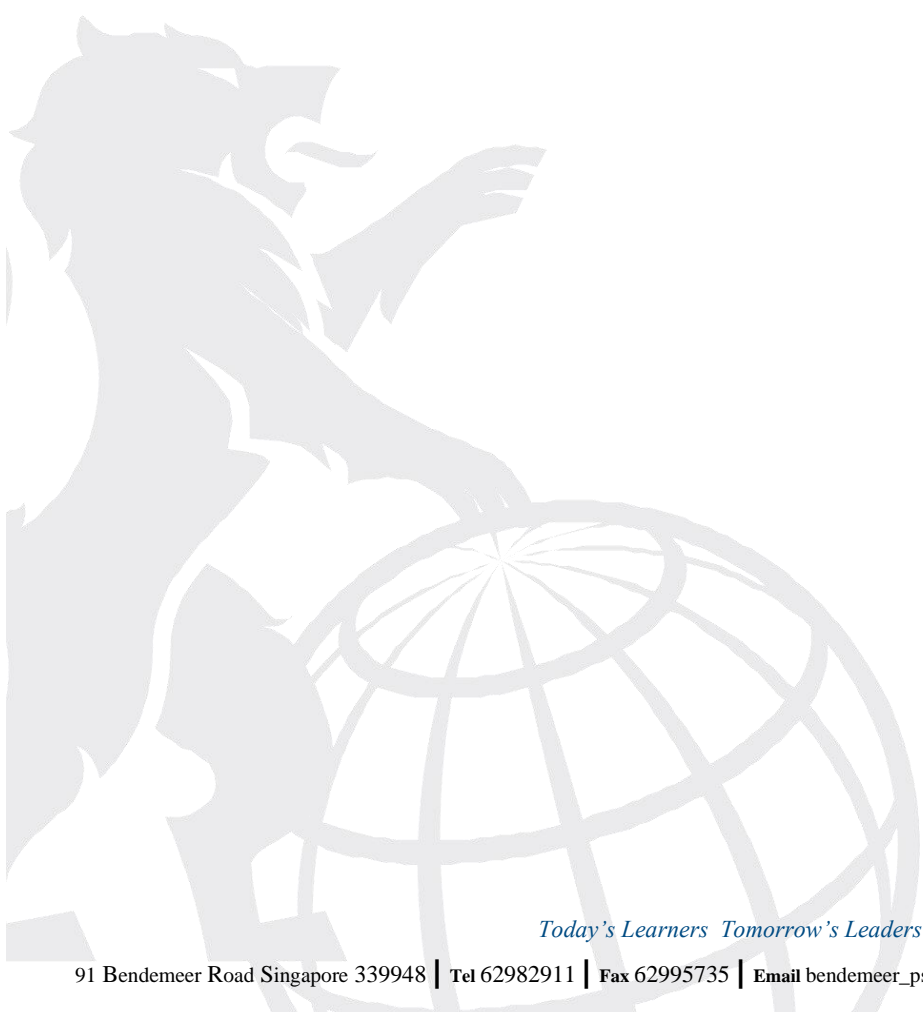 Today’s Learners Tomorrow’s Leaders
91 Bendemeer Road Singapore 339948 | Tel 62982911 | Fax 62995735 | Email bendemeer_ps